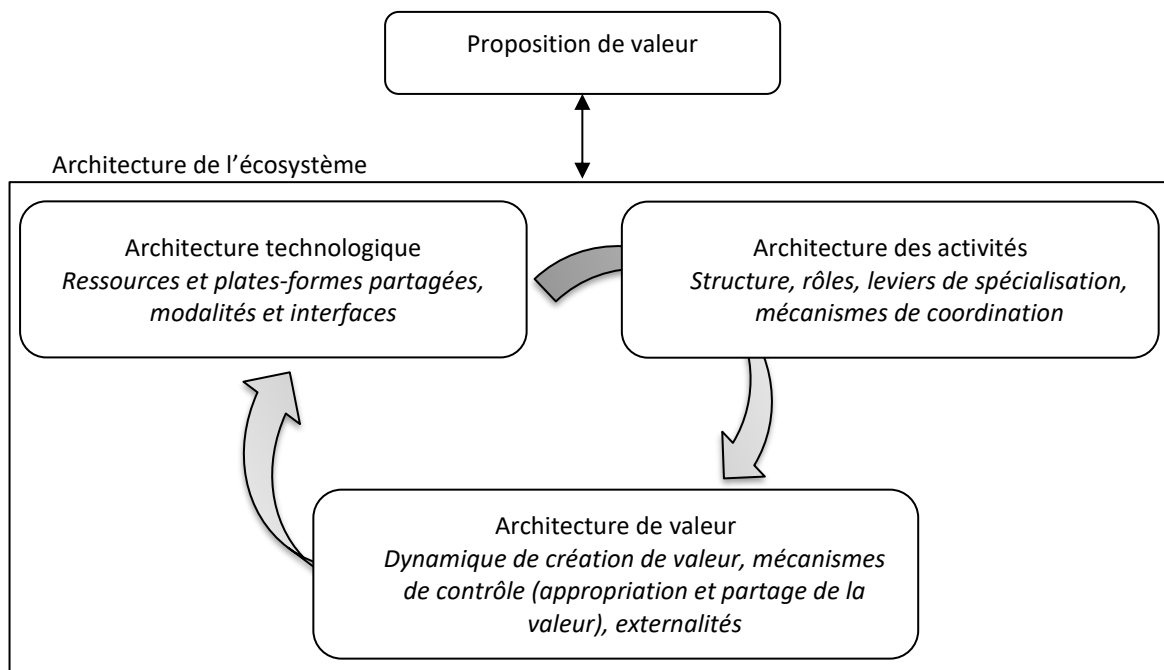 Proposition de valeur
Architecture de l’écosystème
Architecture technologique
Ressources et plates-formes partagées,
modalités et interfaces
Architecture des activités
Structure, rôles, leviers de spécialisation,
mécanismes de coordination
Architecture de valeur
Dynamique de création de valeur, mécanismes
de contrôle (appropriation et partage de la
valeur), externalités